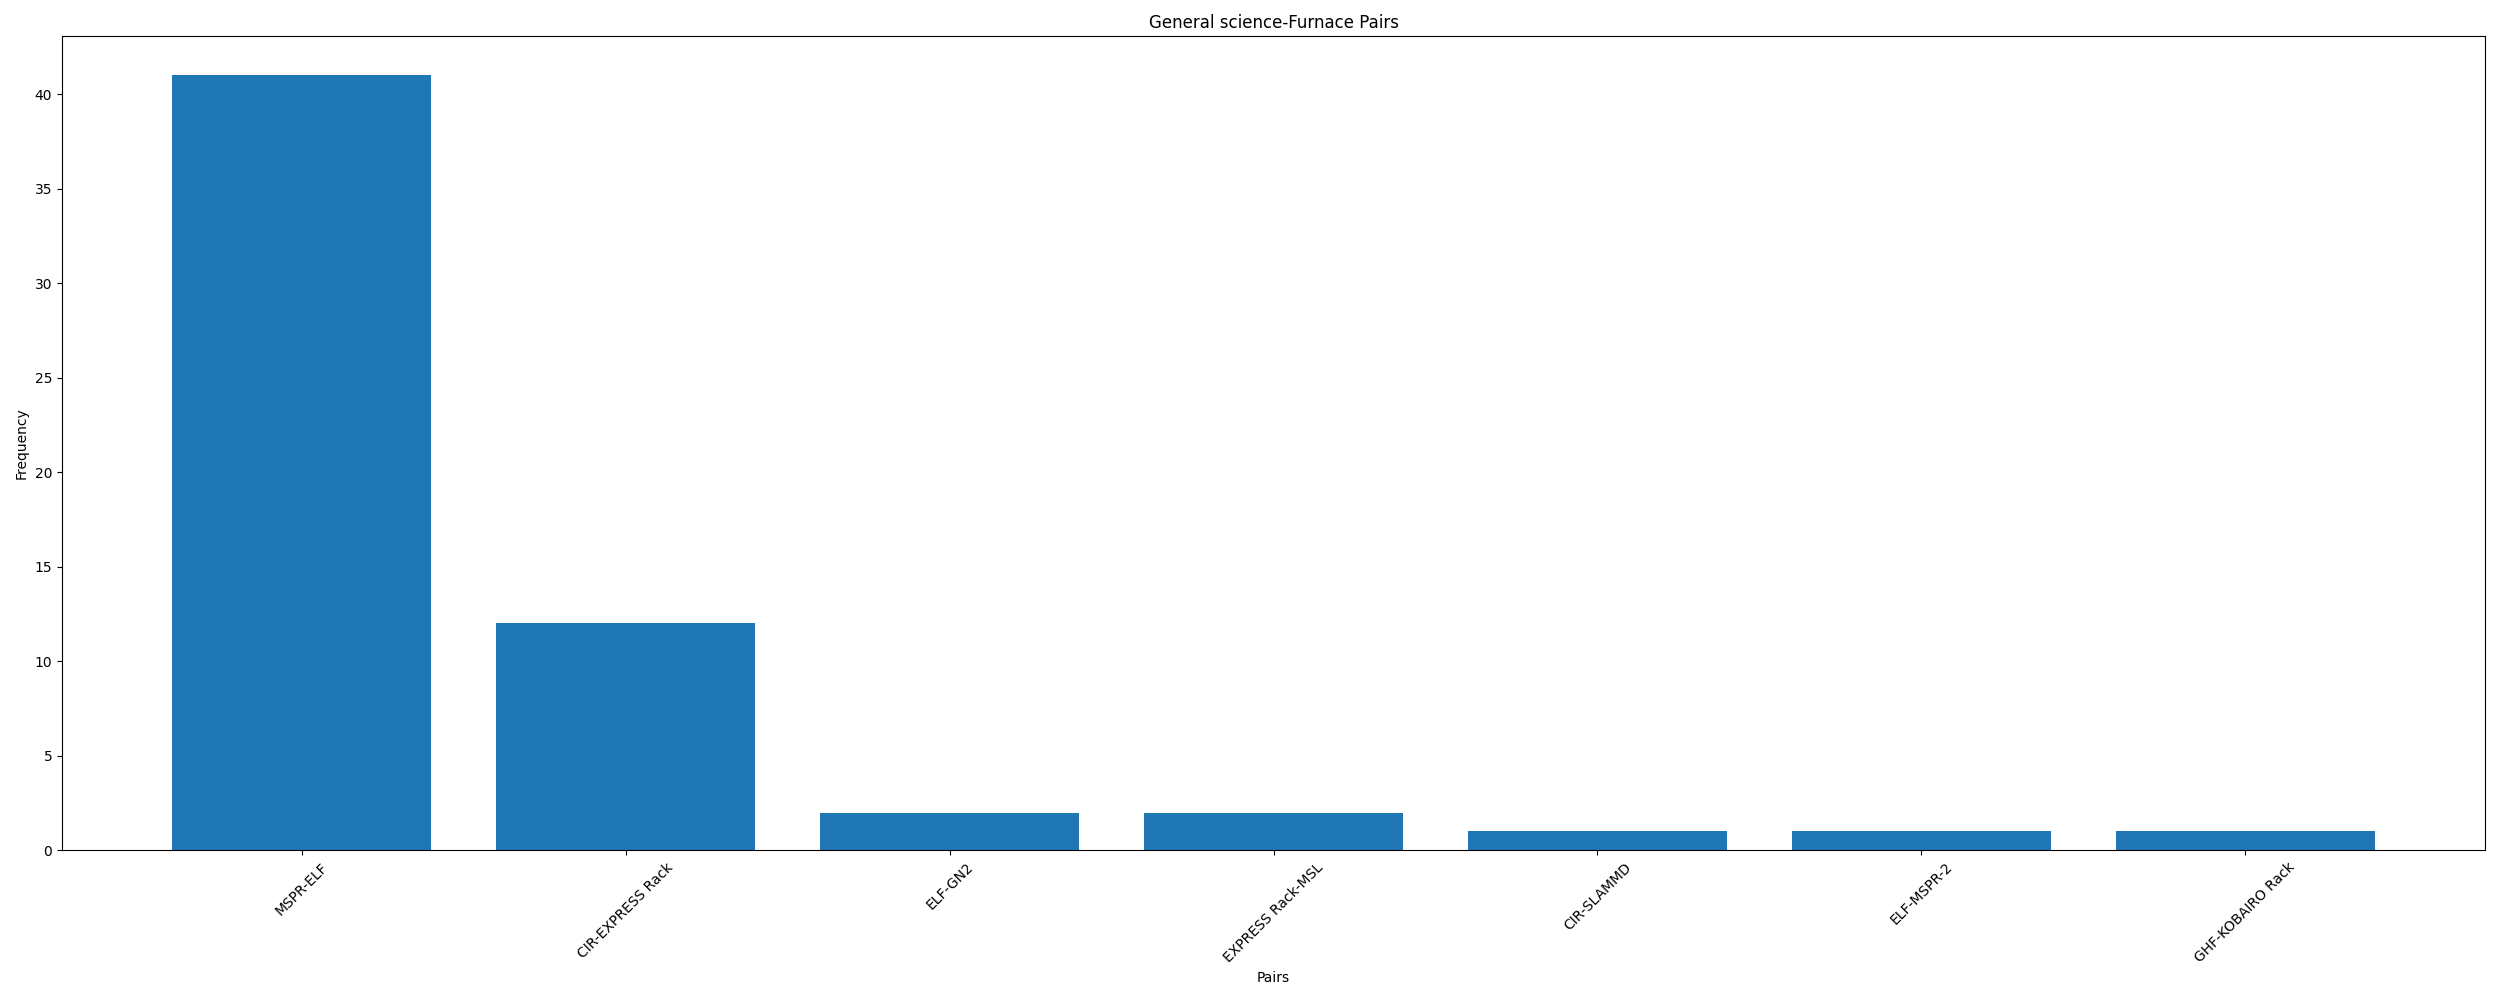 General science-Furnace Pairs
Frequency
40
35
30
25
20
15
10
5
0
MSPR-ELF
CIR-EXPRESS Rack
ELF-GN2
EXPRESS Rack-MSL
CIR-SLAMMD
ELF-MSPR-2
GHF-KOBAIRO Rack
Pairs